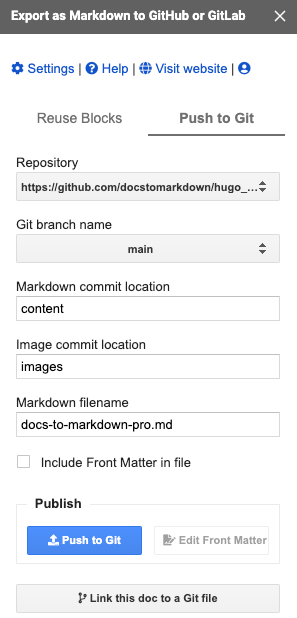 Export as Markdown to GitHub or GitLab
Settings | Help | Visit website |
Reuse Blocks Push to Git
Repository
https://github.com/docstomarkdown/hugo_...
Git branch name
main
Markdown commit location
content
Image commit location
images
Markdown filename
docs-to-markdown-pro.md
Include Front Matter in file
Publish
Push to Git Edit Front Matter
Link this doc to a Git file